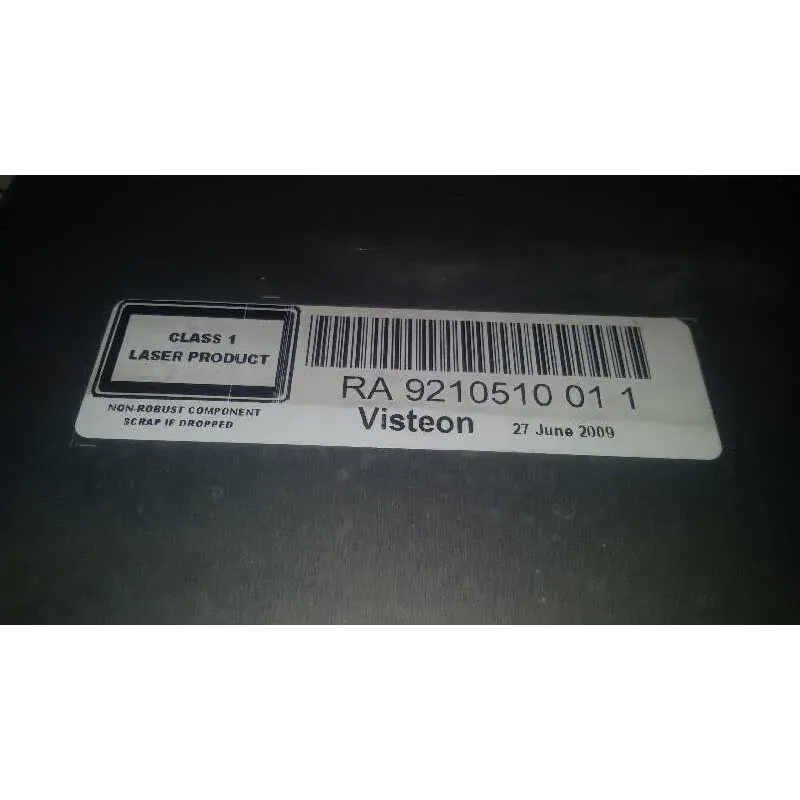 CLASS 1
LASER PRODUCT
NON-ROBUST COMPONENT
SCRAP IF DROPPED
RA 9210510 01 1
Visteon 27 June 2009